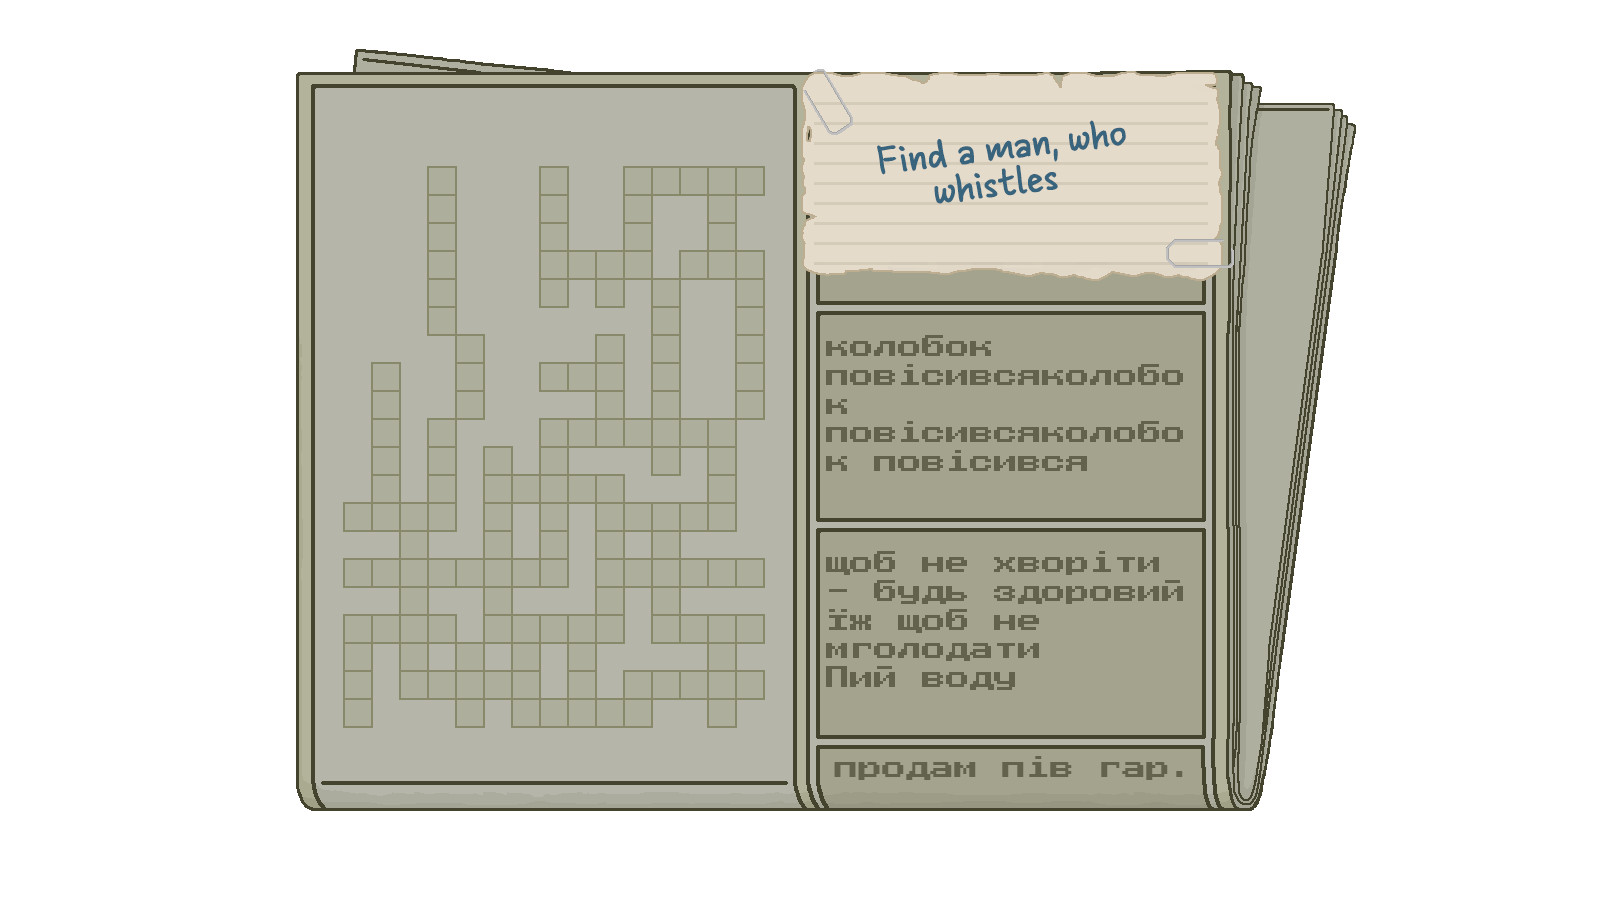 Find a man, who
whistles
колобок
повісивсяколобо
к
повісивсяколобо
к повісився
щоб не хворіти
- будь здоровий
їж щоб не
мголодати
Пий воду
продам пів гар.